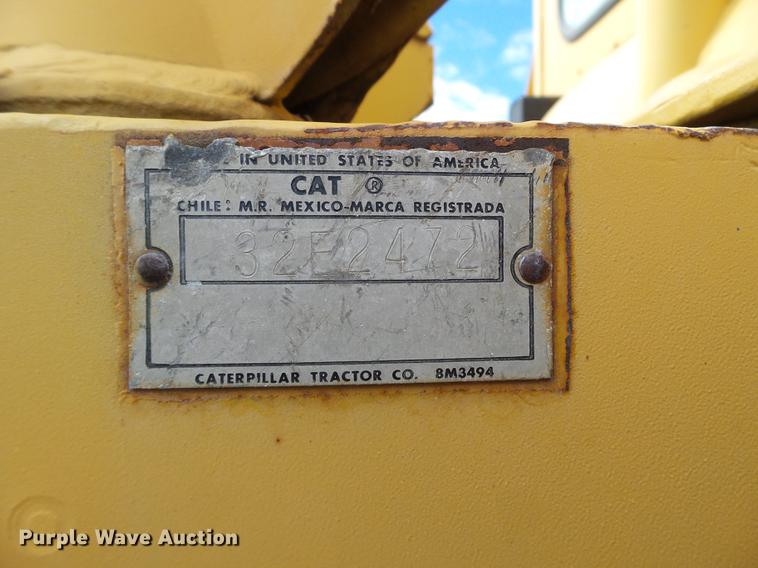 IN UNITED STATES OF AMERICA
CAT ®
CHILE: M.R. MEXICO-MARCA REGISTRADA
32F2472
CATERPILLAR TRACTOR CO. 8M3494
Purple Wave Auction